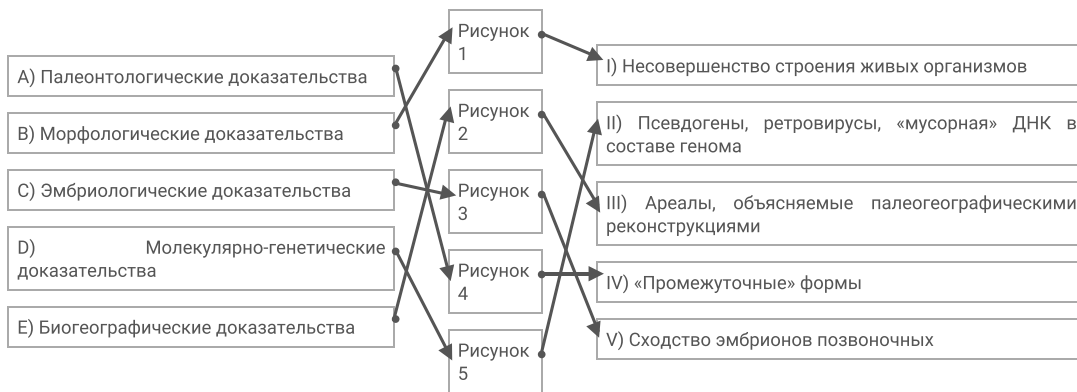 A) Палеонтологические доказательства
B) Морфологические доказательства
C) Эмбриологические доказательства
D) Молекулярно-генетические
доказательства
E) Биогеографические доказательства
Рисунок
1
Рисунок
2
Рисунок
3
Рисунок
4
Рисунок
5
I) Несовершенство строения живых организмов
II) Псевдогены, ретровирусы, «мусорная» ДНК в
составе генома
III) Ареалы, объясняемые палеогеографическими
реконструкциями
IV) «Промежуточные» формы
V) Сходство эмбрионов позвоночных